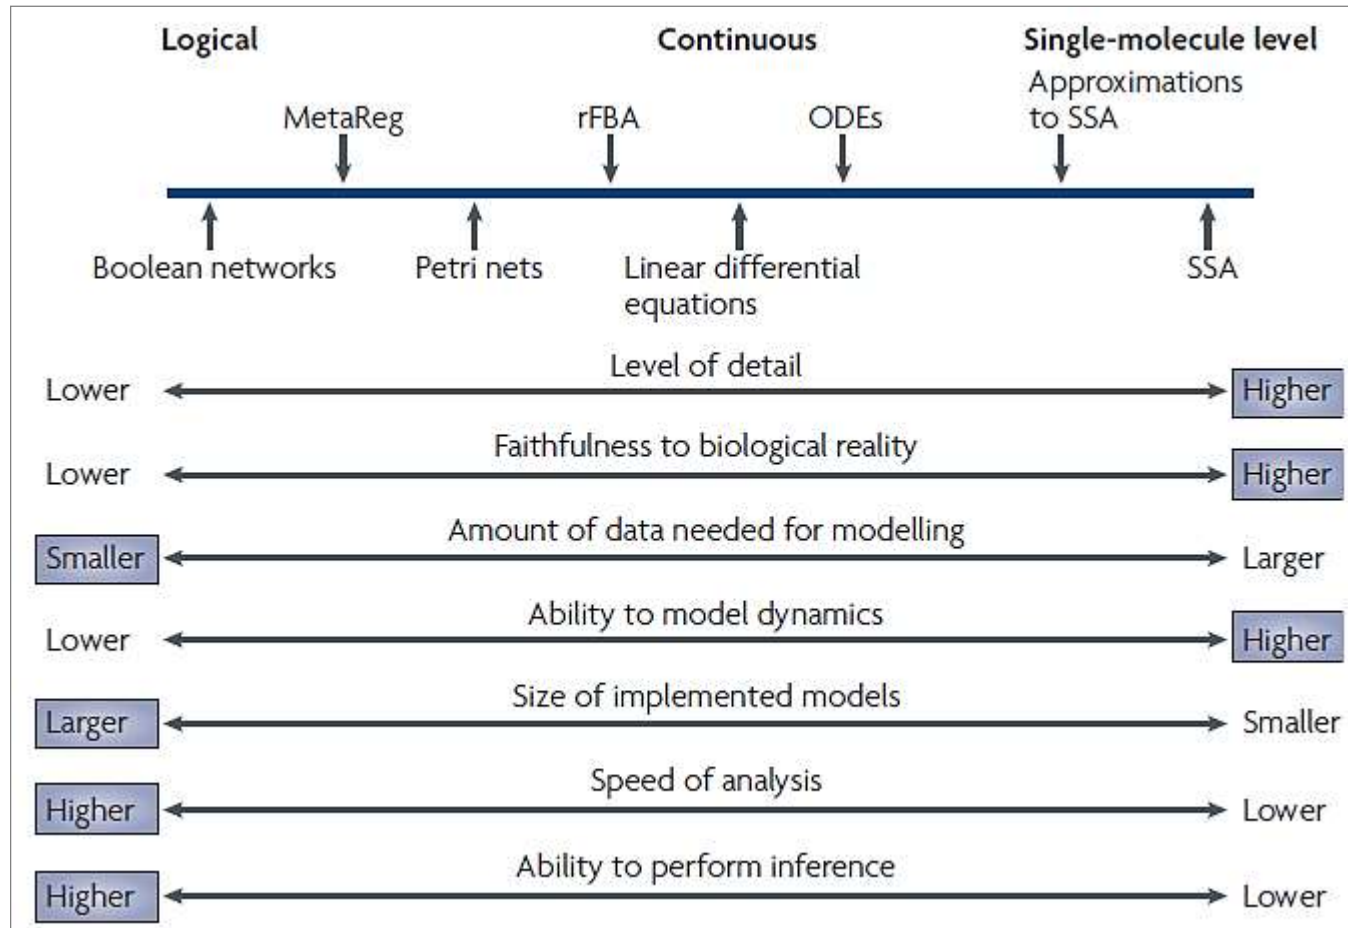 Logical Continuous Single-molecule level
MetaReg rFBA ODEs Approximations
to SSA
Boolean networks Petri nets Linear differential
equations
SSA
Level of detail
Lower Higher
Faithfulness to biological reality
Lower Higher
Amount of data needed for modelling
Smaller Larger
Ability to model dynamics
Lower Higher
Size of implemented models
Larger Smaller
Speed of analysis
Higher Lower
Ability to perform inference
Higher Lower